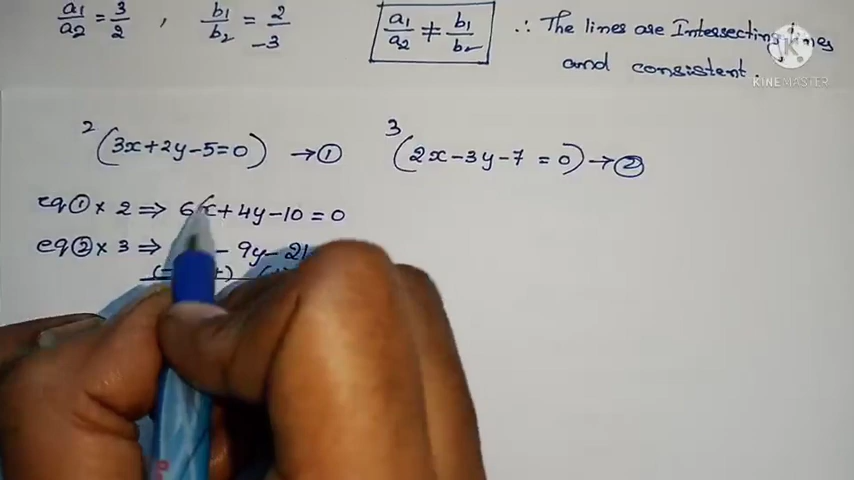 a1/a2 = 3/2 , b1/b2 = 2/-3 a1/a2 ≠ b1/b2 ∴ The lines are Intersecting lines
and consistent.
KINEMASTER
2(3x+2y-5=0) → ① 3(2x-3y-7=0) → ②
eq① × 2 ⇒ 6x+4y-10=0
eq② × 3 ⇒ - 9y - 21